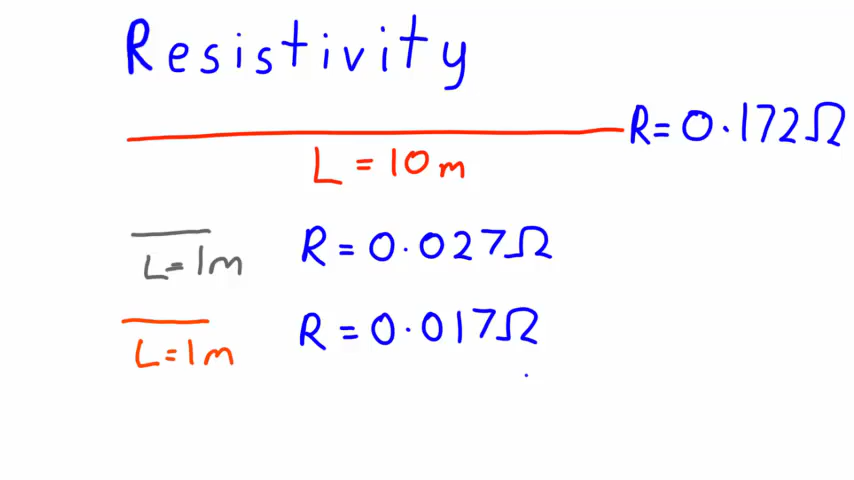 Resistivity
R=0.172Ω
L=10m
L=1m R=0.027Ω
L=1m R=0.017Ω